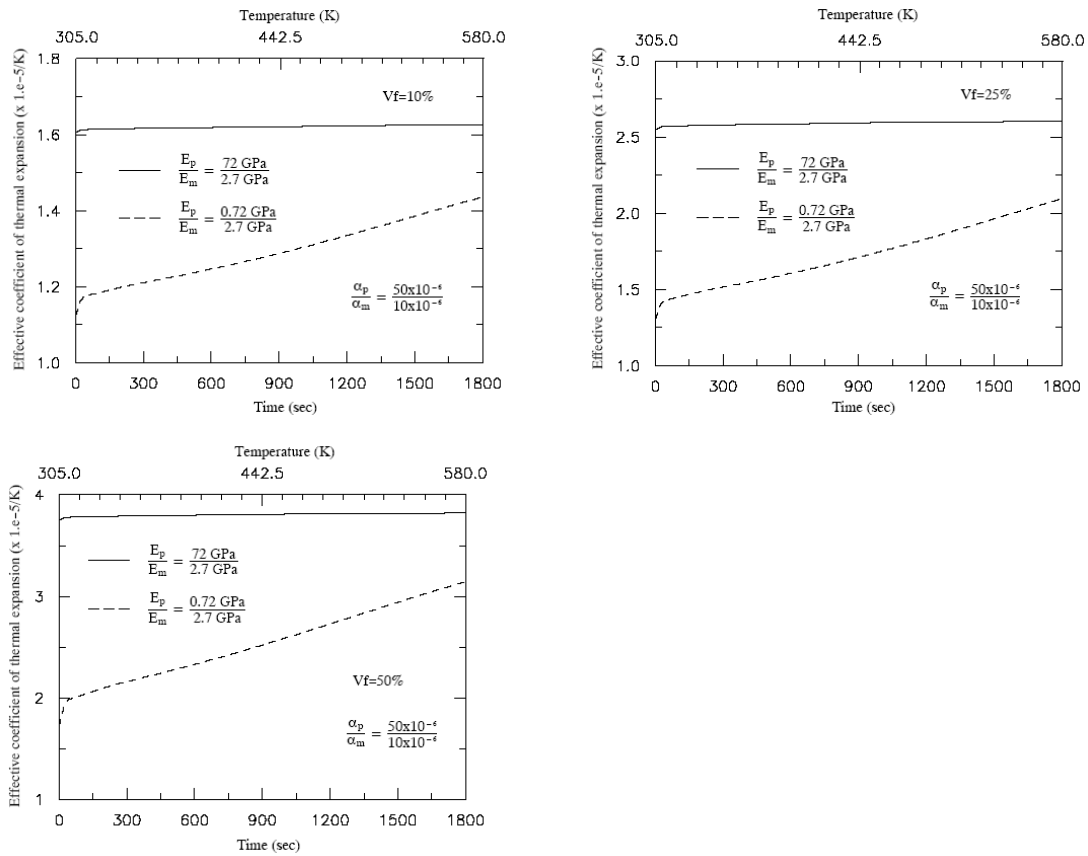 Temperature (K)
305.0 442.5 580.0
Effective coefficient of thermal expansion (x 1.e-5/K)
1.8
1.6
1.4
1.2
1.0
Vf=10%
Ep/Em = 72 GPa/2.7 GPa
Ep/Em = 0.72 GPa/2.7 GPa
αp/αm = 50x10⁻⁶/10x10⁻⁶
0 300 600 900 1200 1500 1800
Time (sec)
Temperature (K)
305.0 442.5 580.0
Effective coefficient of thermal expansion (x 1.e-5/K)
3.0
2.5
2.0
1.5
1.0
Vf=25%
Ep/Em = 72 GPa/2.7 GPa
Ep/Em = 0.72 GPa/2.7 GPa
αp/αm = 50x10⁻⁶/10x10⁻⁶
0 300 600 900 1200 1500 1800
Time (sec)
Temperature (K)
305.0 442.5 580.0
Effective coefficient of thermal expansion (x 1.e-5/K)
4
3
2
1
Ep/Em = 72 GPa/2.7 GPa
Ep/Em = 0.72 GPa/2.7 GPa
Vf=50%
αp/αm = 50x10⁻⁶/10x10⁻⁶
0 300 600 900 1200 1500 1800
Time (sec)